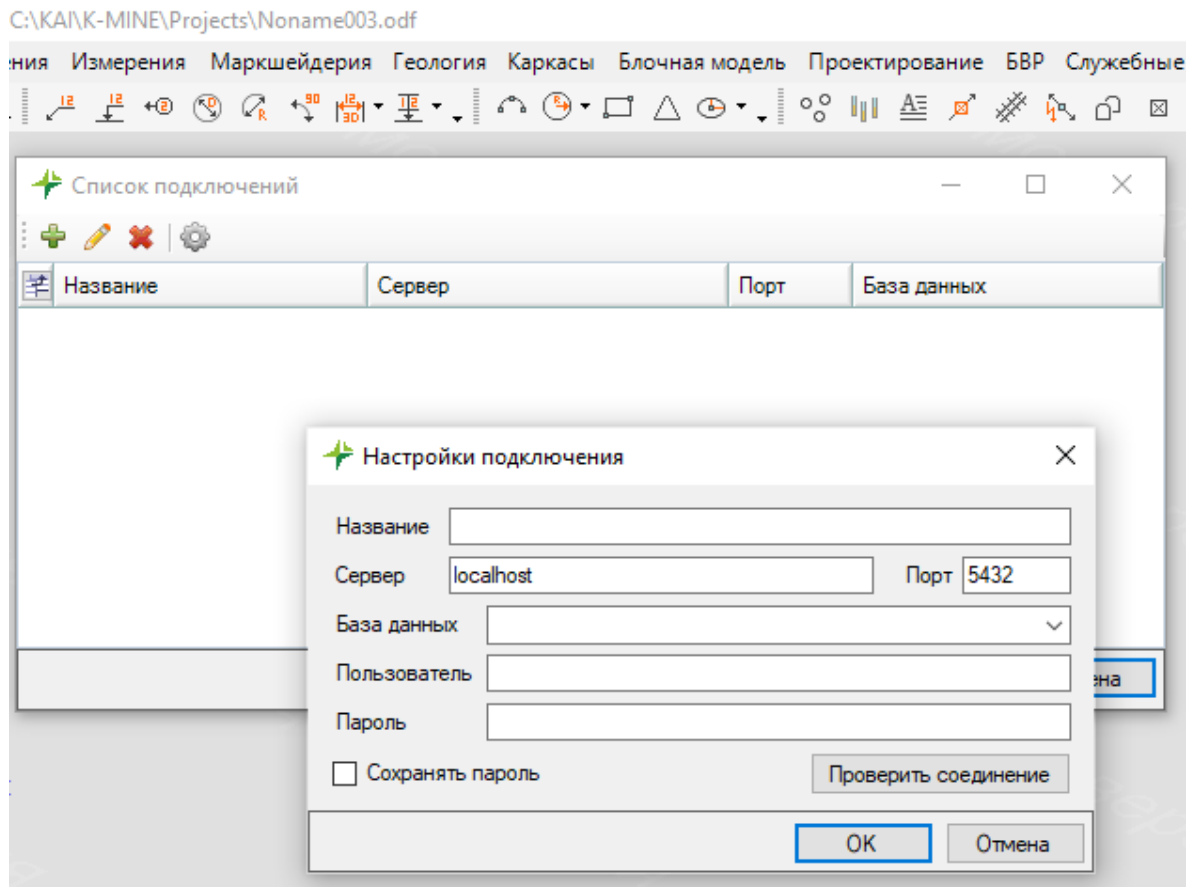 C:\KAI\K-MINE\Projects\Noname003.odf
ния Измерения Маркшейдерия Геология Каркасы Блочная модель Проектирование БВР Служебные
Список подключений
Название Сервер Порт База данных
Настройки подключения
Название
Сервер localhost Порт 5432
База данных
Пользователь
ена
Пароль
Сохранять пароль Проверить соединение
OK Отмена